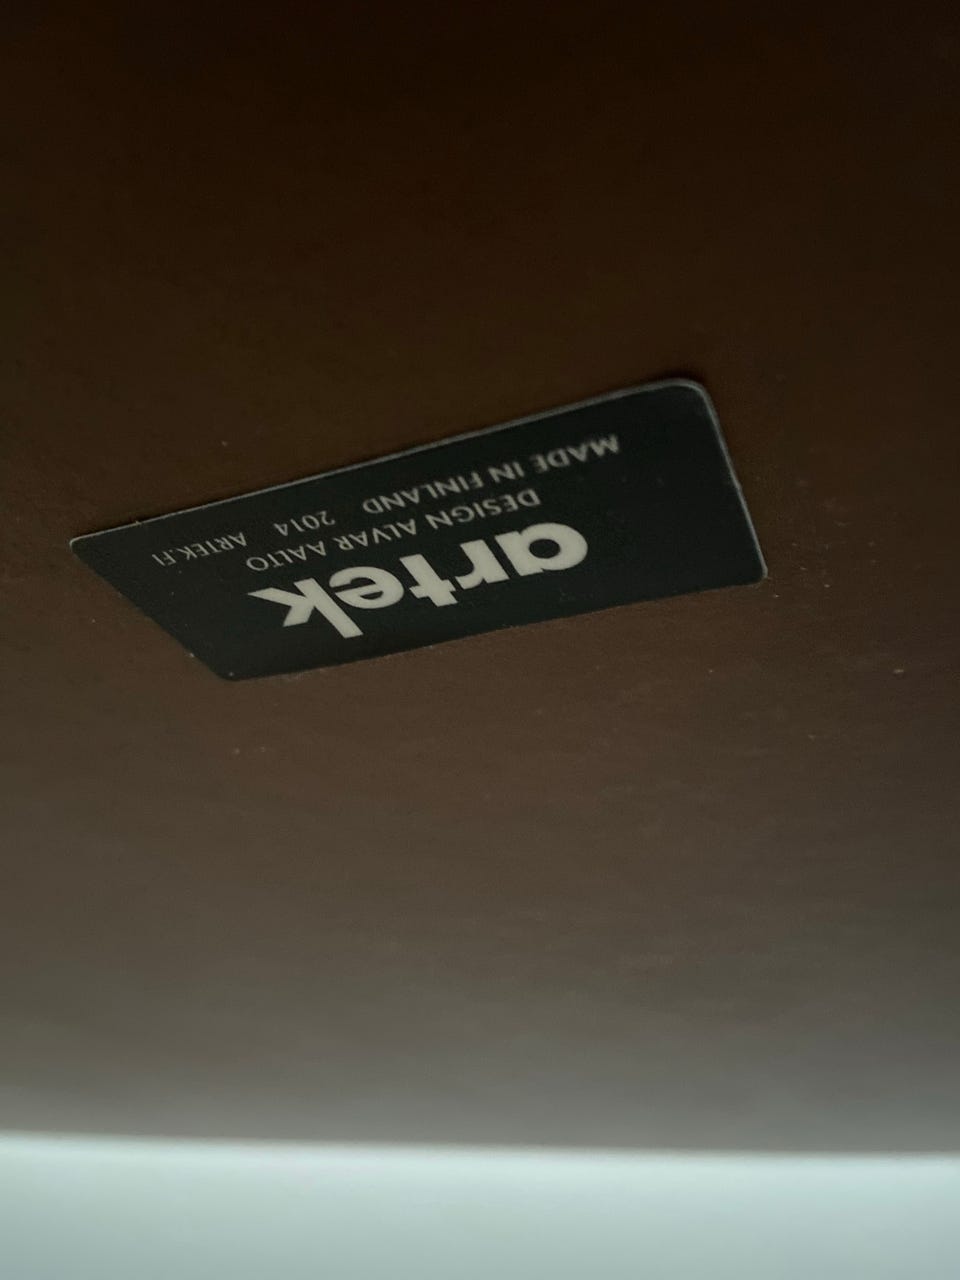 artek
DESIGN ALVAR AALTO
MADE IN FINLAND 2014 ARTEK.FI